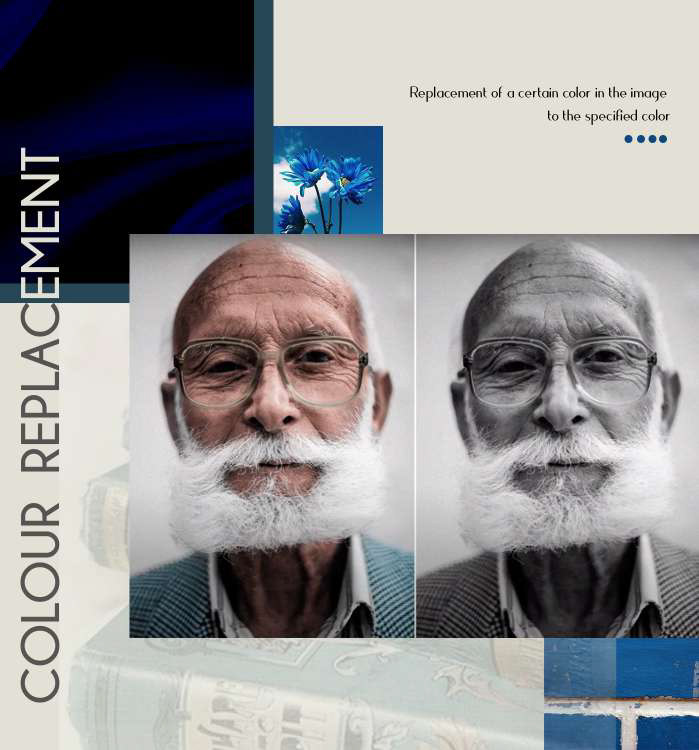 Replacement of a certain color in the image
to the specified color
COLOUR REPLACEMENT